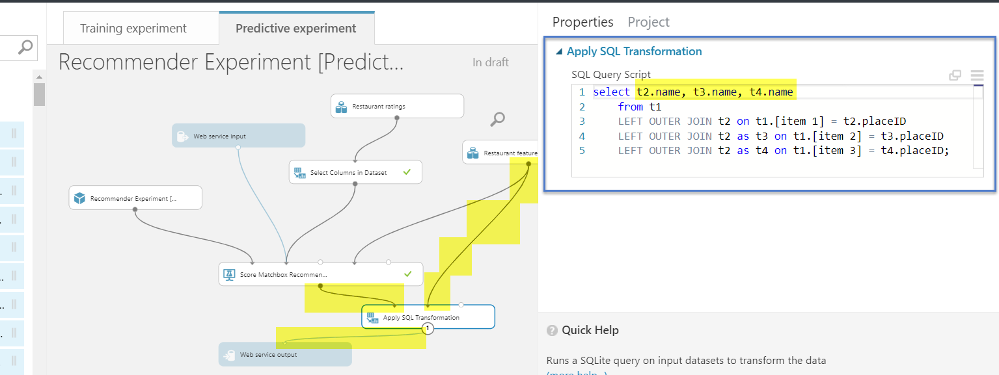 Training experiment
Predictive experiment
Recommender Experiment [Predict...
In draft
Restaurant ratings
Web service input
Restaurant feature
Select Columns in Dataset
Recommender Experiment [...
Score Matchbox Recommen...
Apply SQL Transformation
1
Web service output
Properties
Project
Apply SQL Transformation
SQL Query Script
1 select t2.name, t3.name, t4.name
2 from t1
3 LEFT OUTER JOIN t2 on t1.[item 1] = t2.placeID
4 LEFT OUTER JOIN t2 as t3 on t1.[item 2] = t3.placeID
5 LEFT OUTER JOIN t2 as t4 on t1.[item 3] = t4.placeID;
? Quick Help
Runs a SQLite query on input datasets to transform the data
(more help...)